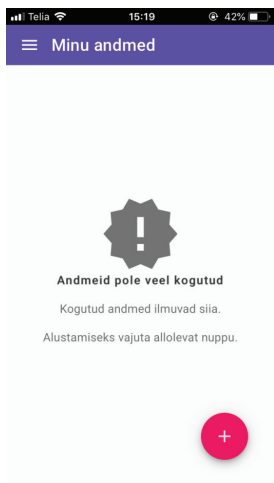 Telia 15:19 42%
Minu andmed
!
Andmeid pole veel kogutud
Kogutud andmed ilmuvad siia.
Alustamiseks vajuta allolevat nuppu.
+